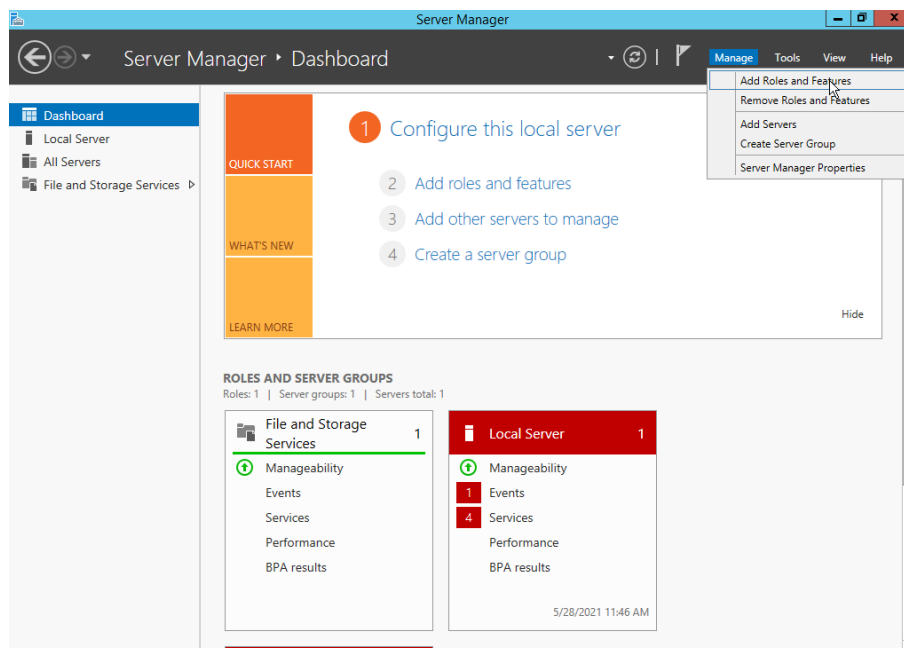 Server Manager
Server Manager • Dashboard
Manage Tools View Help
Add Roles and Features
Remove Roles and Features
Add Servers
Create Server Group
Server Manager Properties
Dashboard
Local Server
All Servers
File and Storage Services
QUICK START
WHAT'S NEW
LEARN MORE
1 Configure this local server
2 Add roles and features
3 Add other servers to manage
4 Create a server group
Hide
ROLES AND SERVER GROUPS
Roles: 1 | Server groups: 1 | Servers total: 1
File and Storage
Services 1
Manageability
Events
Services
Performance
BPA results
Local Server 1
Manageability
1 Events
4 Services
Performance
BPA results
5/28/2021 11:46 AM